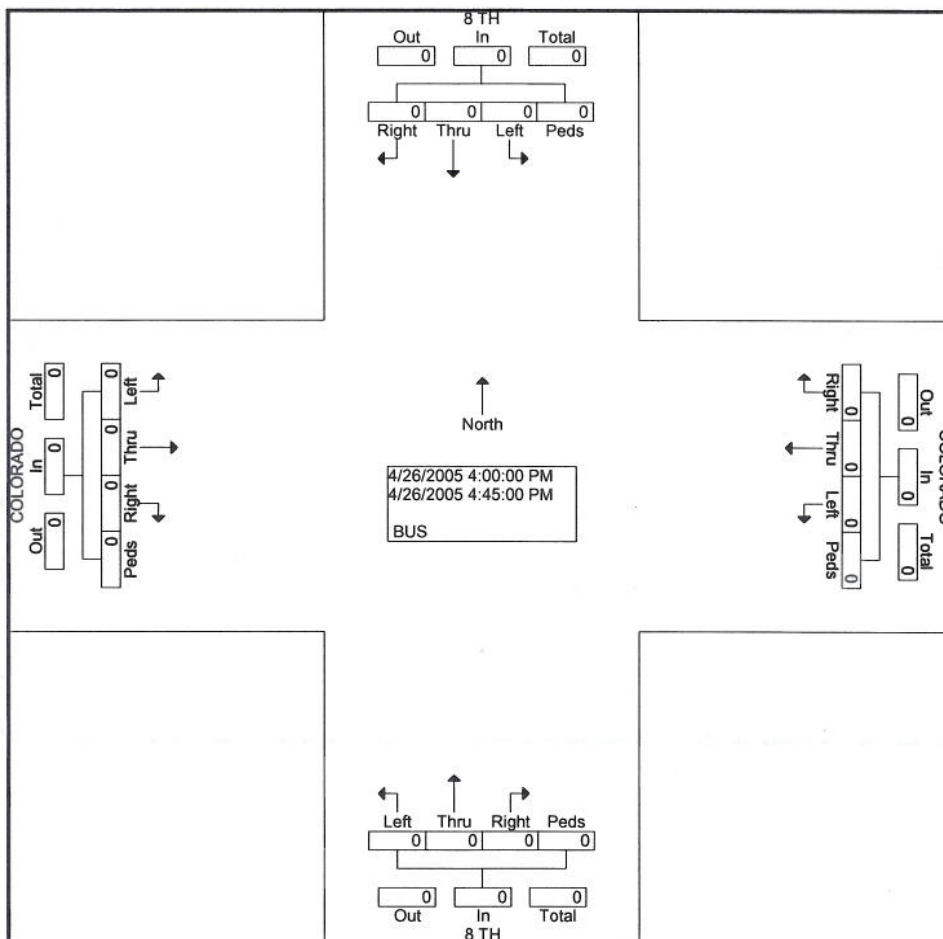 8 TH
Out In Total
0 0 0
0 0 0 0
Right Thru Left Peds
COLORADO
Total In Out
0 0 0
0 0 0 0
Left Thru Right Peds
North
4/26/2005 4:00:00 PM
4/26/2005 4:45:00 PM
BUS
Right Thru Left Peds
0 0 0 0
0 0 0
Out In Total
COLORADO
Left Thru Right Peds
0 0 0 0
0 0 0
Out In Total
8 TH